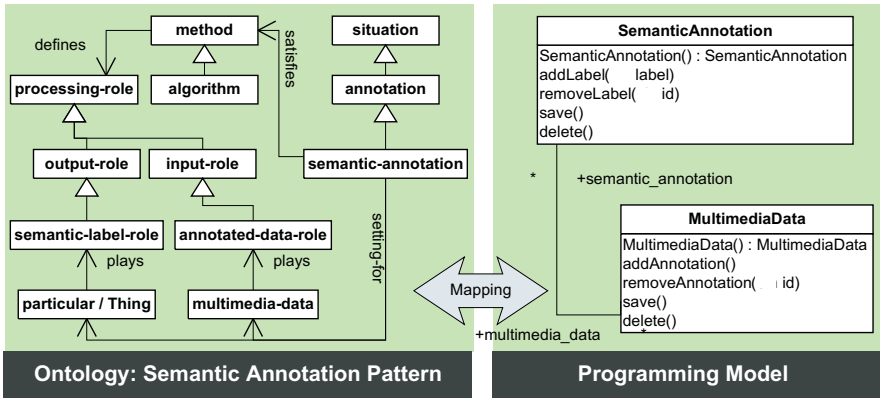 method
situation
defines
satisfies
processing-role
algorithm
annotation
output-role
input-role
semantic-annotation
setting-for
semantic-label-role
annotated-data-role
plays
plays
particular / Thing
multimedia-data
Ontology: Semantic Annotation Pattern
Mapping
SemanticAnnotation
SemanticAnnotation() : SemanticAnnotation
addLabel( label)
removeLabel( id)
save()
delete()
*
+semantic_annotation
MultimediaData
MultimediaData() : MultimediaData
addAnnotation()
removeAnnotation( id)
save()
delete()
+multimedia_data
*
Programming Model